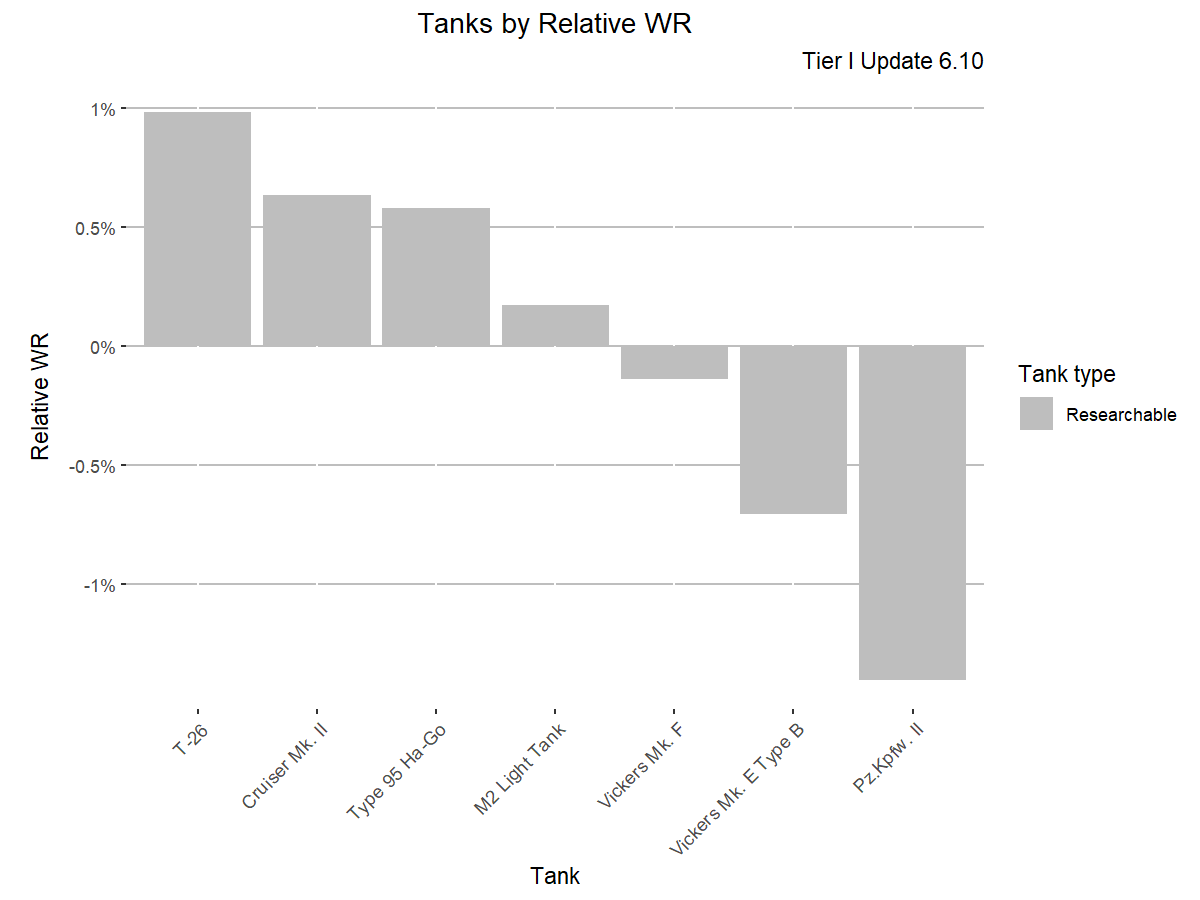 Tanks by Relative WR
Tier I Update 6.10
1%
0.5%
0%
-0.5%
-1%
Relative WR
T-26
Cruiser Mk. II
Type 95 Ha-Go
M2 Light Tank
Vickers Mk. F
Vickers Mk. E Type B
Pz.Kpfw. II
Tank
Tank type
Researchable